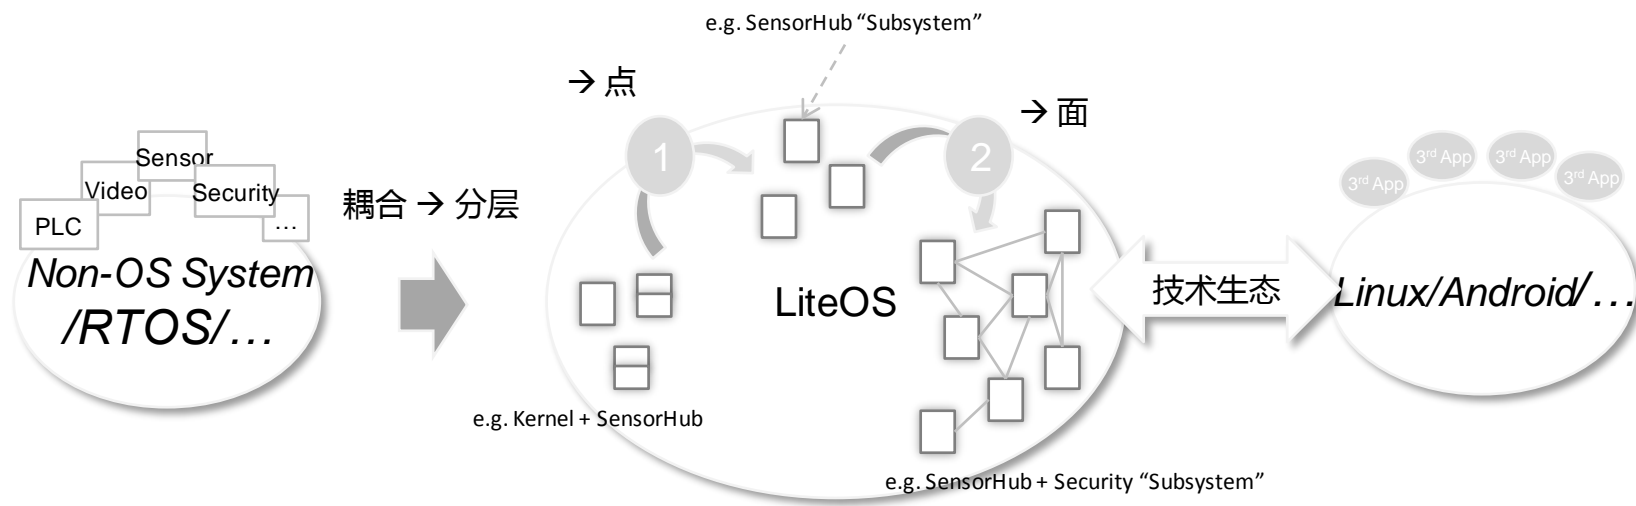 e.g. SensorHub “Subsystem”
→ 点
→ 面
1
2
Sensor
Video
Security
PLC
…
Non-OS System
/RTOS/…
耦合 → 分层
LiteOS
e.g. Kernel + SensorHub
e.g. SensorHub + Security “Subsystem”
技术生态
3rd App
3rd App
3rd App
3rd App
Linux/Android/…